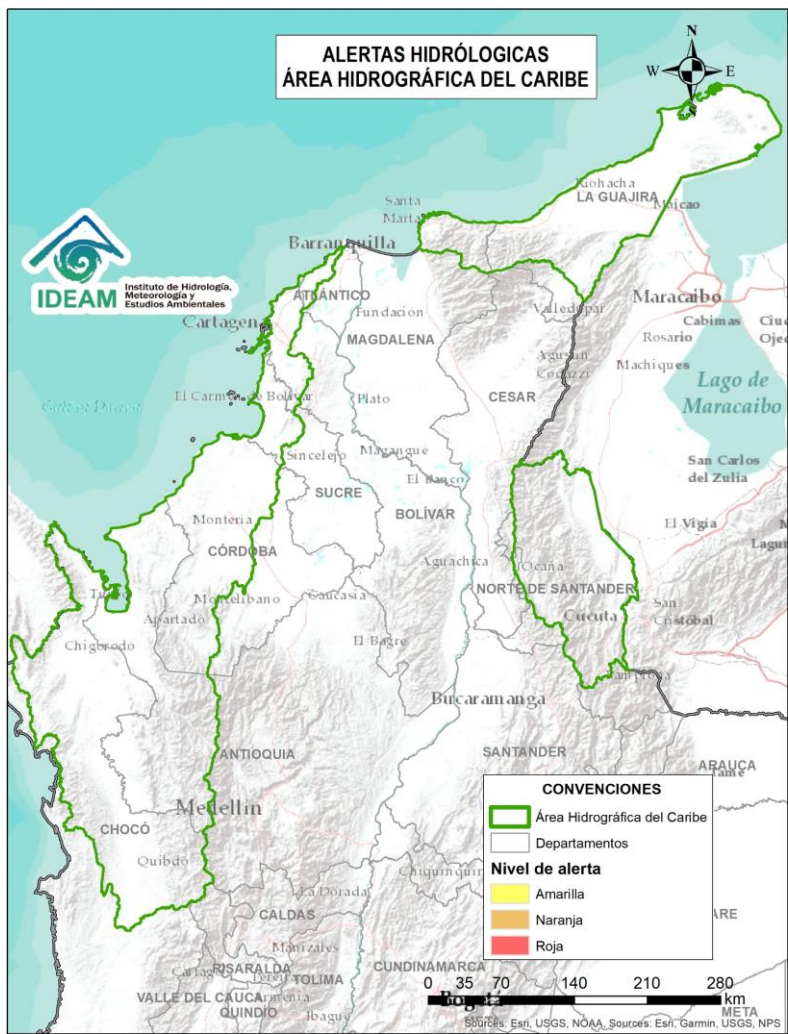 ALERTAS HIDRÓLOGICAS
ÁREA HIDROGRÁFICA DEL CARIBE
N
W
E
S
Riohacha
LA GUAJIRA
Maicao
Santa
Marta
Barranquilla
IDEAM
Instituto de Hidrología,
Meteorología y
Estudios Ambientales
ATLÁNTICO
Cartagena
Fundación
MAGDALENA
Valledupar
Maracaibo
Cabimas
Rosario
Machiques
Agustín
Codazzi
CESAR
Lago de
Maracaibo
El Carmen de Bolívar
Plato
Sincelejo
Magangue
El Banco
SUCRE
BOLÍVAR
San Carlos
del Zulia
El Vigía
Montería
CÓRDOBA
Aguachica
Ocaña
NORTE DE SANTANDER
Montelibano
Caucasia
Cucuta
San
Cristóbal
Apartado
Chigorodo
El Bagre
Pamplona
Bucaramanga
ANTIOQUIA
SANTANDER
ARAUCA
Medellín
CHOCÓ
Quibdó
La Dorada
CALDAS
Manizales
RISARALDA
TOLIMA
CUNDINAMARCA
VALLE DEL CAUCA
QUINDÍO
Ibague
Bogotá
META
CONVENCIONES
Área Hidrográfica del Caribe
Departamentos
Nivel de alerta
Amarilla
Naranja
Roja
0 35 70 140 210 280
km
Sources: Esri, USGS, NOAA, Sources: Esri, Garmin, USGS, NPS